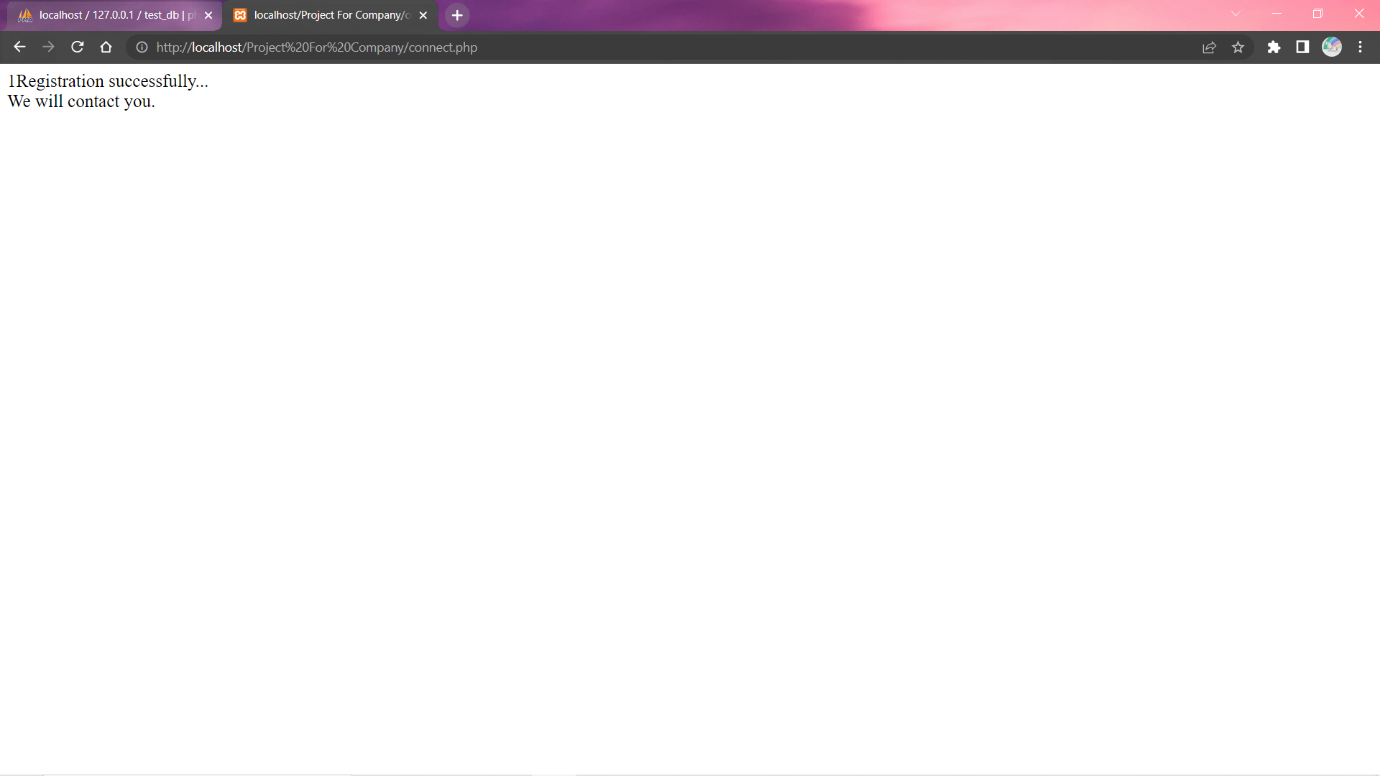 localhost / 127.0.0.1 / test_db | p
localhost/Project For Company/c
http://localhost/Project%20For%20Company/connect.php
1Registration successfully...
We will contact you.